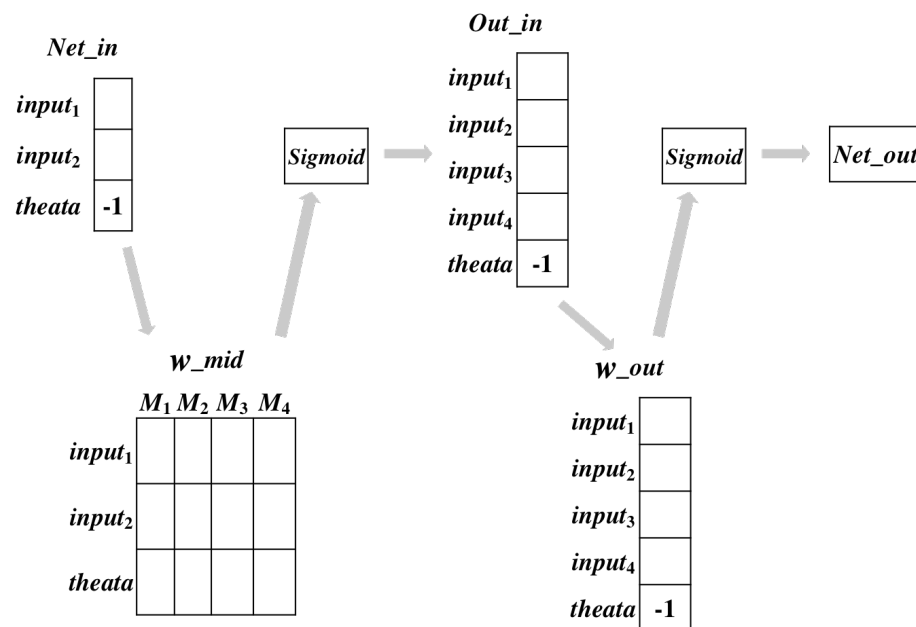 Net_in
input1
input2
theata -1
Sigmoid
Out_in
input1
input2
input3
input4
theata -1
Sigmoid
Net_out
w_mid
M1 M2 M3 M4
input1
input2
theata
w_out
input1
input2
input3
input4
theata -1